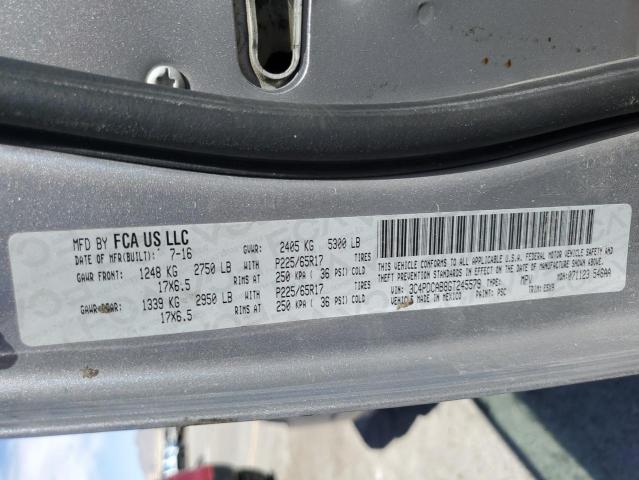 MFD BY FCA US LLC
DATE OF MFR(BUILT): 7-16 GVWR: 2405 KG 5300 LB
GAWR FRONT: 1248 KG 2750 LB P225/65R17 TIRES
17X6.5 RIMS AT 250 KPA ( 36 PSI) COLD
GAWR REAR: 1339 KG 2950 LB P225/65R17 TIRES
17X6.5 RIMS AT 250 KPA ( 36 PSI) COLD
THIS VEHICLE CONFORMS TO ALL APPLICABLE U.S.A. FEDERAL MOTOR VEHICLE SAFETY AND
THEFT PREVENTION STANDARDS IN EFFECT ON THE DATE OF MANUFACTURE SHOWN ABOVE.
VIN: 3C4PDCAB8GT245579 TYPE: MPV MDH: 071123 546AA
VEHICLE MADE IN MEXICO PAINT: PSC TRIM: